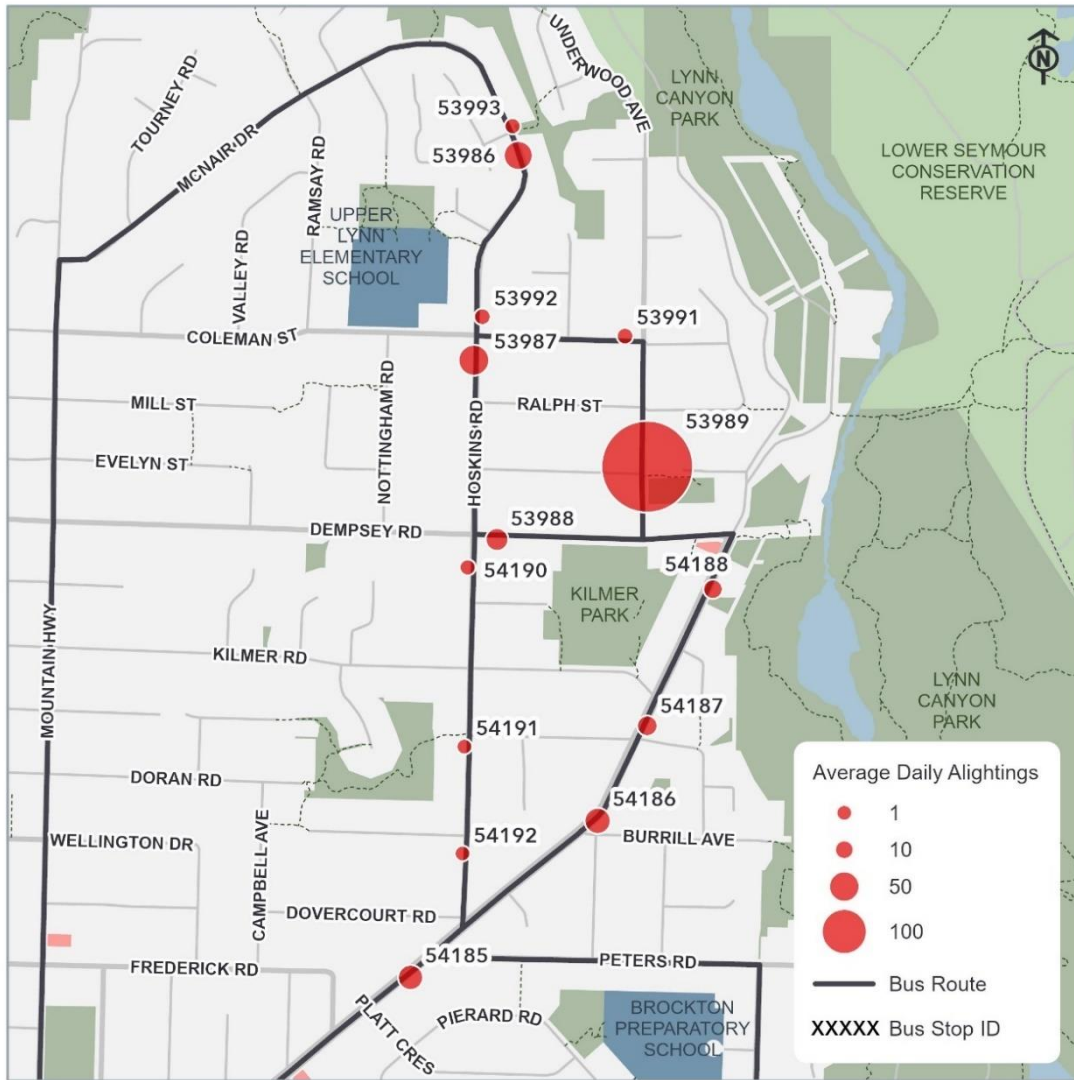 UNDERWOOD AVE
N
LYNN
CANYON
PARK
TOURNEY RD
53993
53986
LOWER SEYMOUR
CONSERVATION
RESERVE
MCNAIR DR
RAMSAY RD
UPPER
LYNN
ELEMENTARY
SCHOOL
VALLEY RD
53992
53991
COLEMAN ST
53987
MILL ST
NOTTINGHAM RD
RALPH ST
53989
EVELYN ST
HOSKINS RD
DEMPSEY RD
53988
54190
54188
KILMER
PARK
MOUNTAIN HWY
KILMER RD
LYNN
CANYON
PARK
54191
54187
DORAN RD
54186
WELLINGTON DR
CAMPBELL AVE
54192
BURRILL AVE
DOVERCOURT RD
54185
FREDERICK RD
PETERS RD
PLATT CRES
PIERARD RD
BROCKTON
PREPARATORY
SCHOOL
Average Daily Alightings
1
10
50
100
Bus Route
XXXXX Bus Stop ID